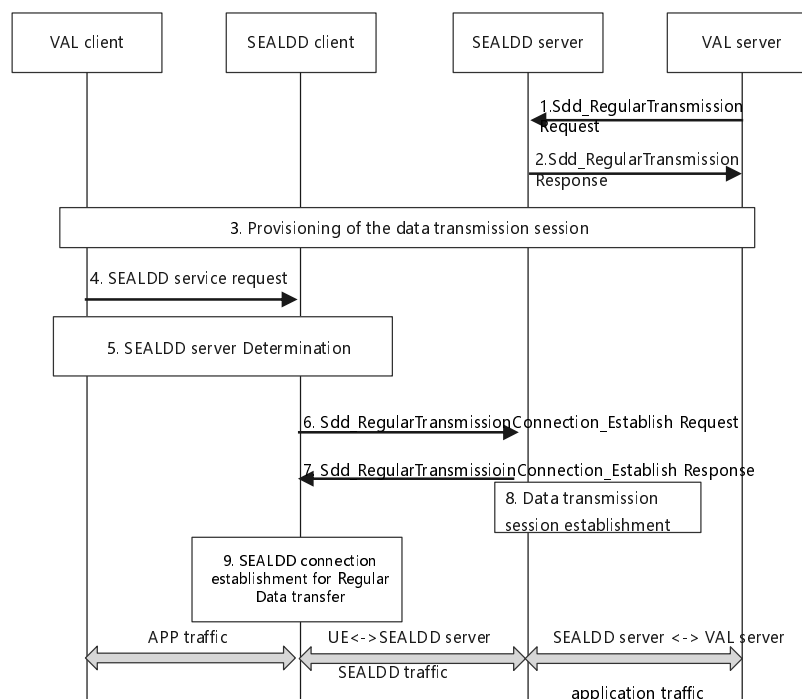 VAL client
SEALDD client
SEALDD server
VAL server
1.Sdd_RegularTransmission
Request
2.Sdd_RegularTransmission
Response
3. Provisioning of the data transmission session
4. SEALDD service request
5. SEALDD server Determination
6. Sdd_RegularTransmissionConnection_Establish Request
7. Sdd_RegularTransmissioinConnection_Establish Response
8. Data transmission
session establishment
9. SEALDD connection
establishment for Regular
Data transfer
APP traffic
UE<->SEALDD server
SEALDD server <-> VAL server
SEALDD traffic
application traffic